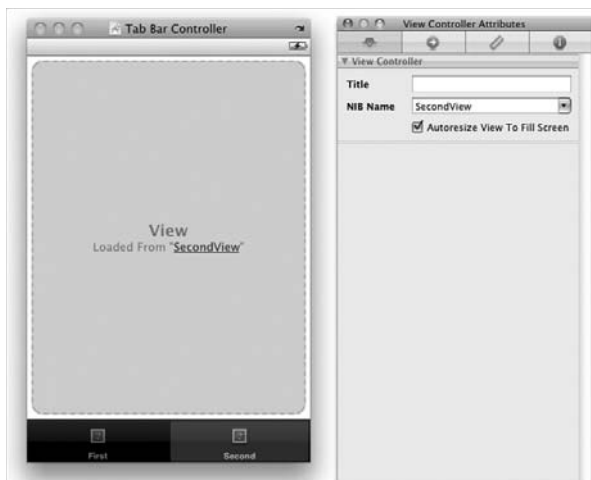 Tab Bar Controller
View
Loaded From "SecondView"
First
Second
View Controller Attributes
View Controller
Title
NIB Name
SecondView
Autoresize View To Fill Screen